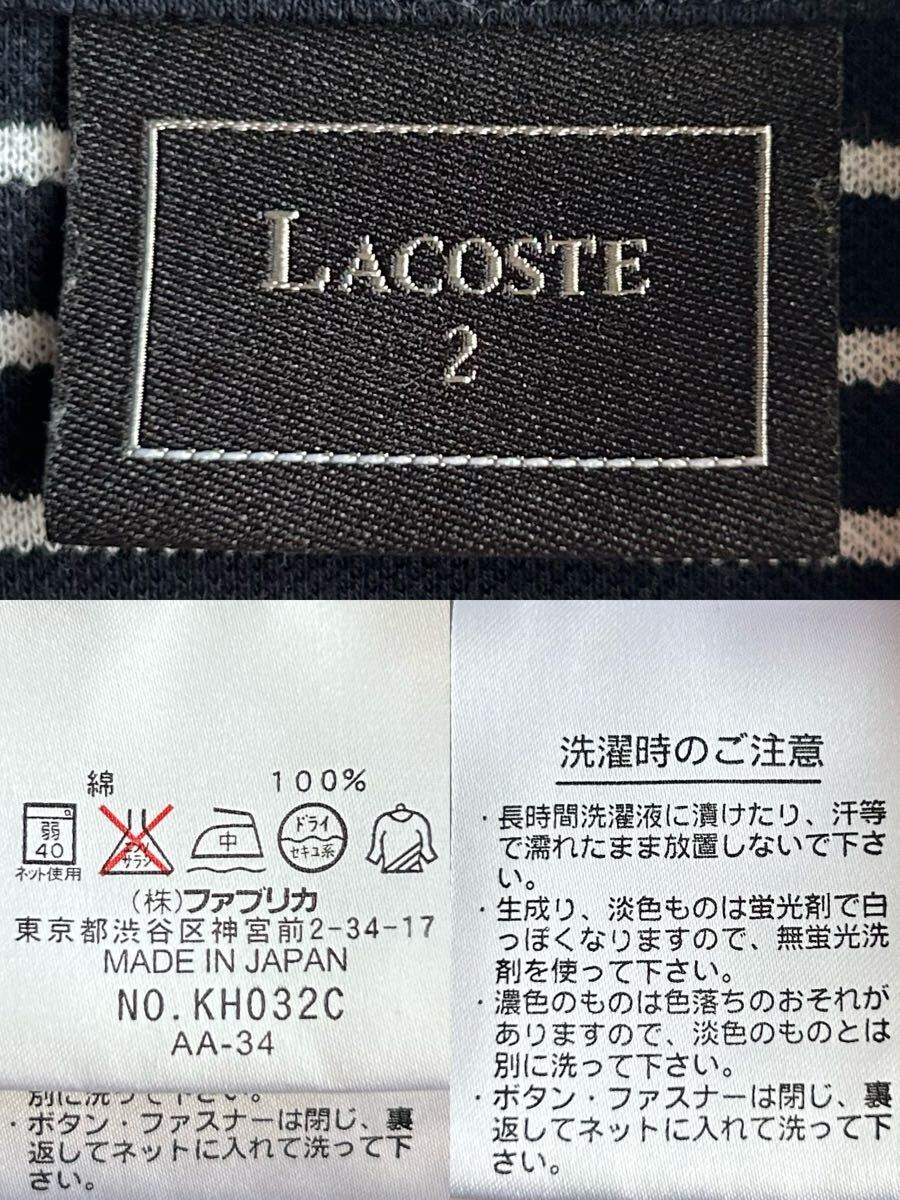 LACOSTE
2
綿 100%
弱
40
ネット使用
エンソ
サラシ
中
ドライ
セキユ系
(株)ファブリカ
東京都渋谷区神宮前2-34-17
MADE IN JAPAN
NO.KH032C
AA-34
別に洗って下さい。
・ボタン・ファスナーは閉じ、裏
返してネットに入れて洗って下
さい。
洗濯時のご注意
・長時間洗濯液に漬けたり、汗等
で濡れたまま放置しないで下さ
い。
・生成り、淡色ものは蛍光剤で白
っぽくなりますので、無蛍光洗
剤を使って下さい。
・濃色のものは色落ちのおそれが
ありますので、淡色のものとは
別に洗って下さい。
・ボタン・ファスナーは閉じ、裏
返してネットに入れて洗って下
さい。